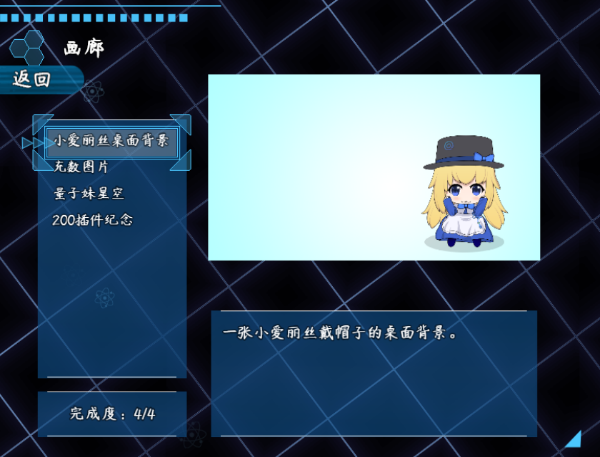 画廊
返回
小爱丽丝桌面背景
充数图片
量子妹星空
200插件纪念
一张小爱丽丝戴帽子的桌面背景。
完成度：4/4